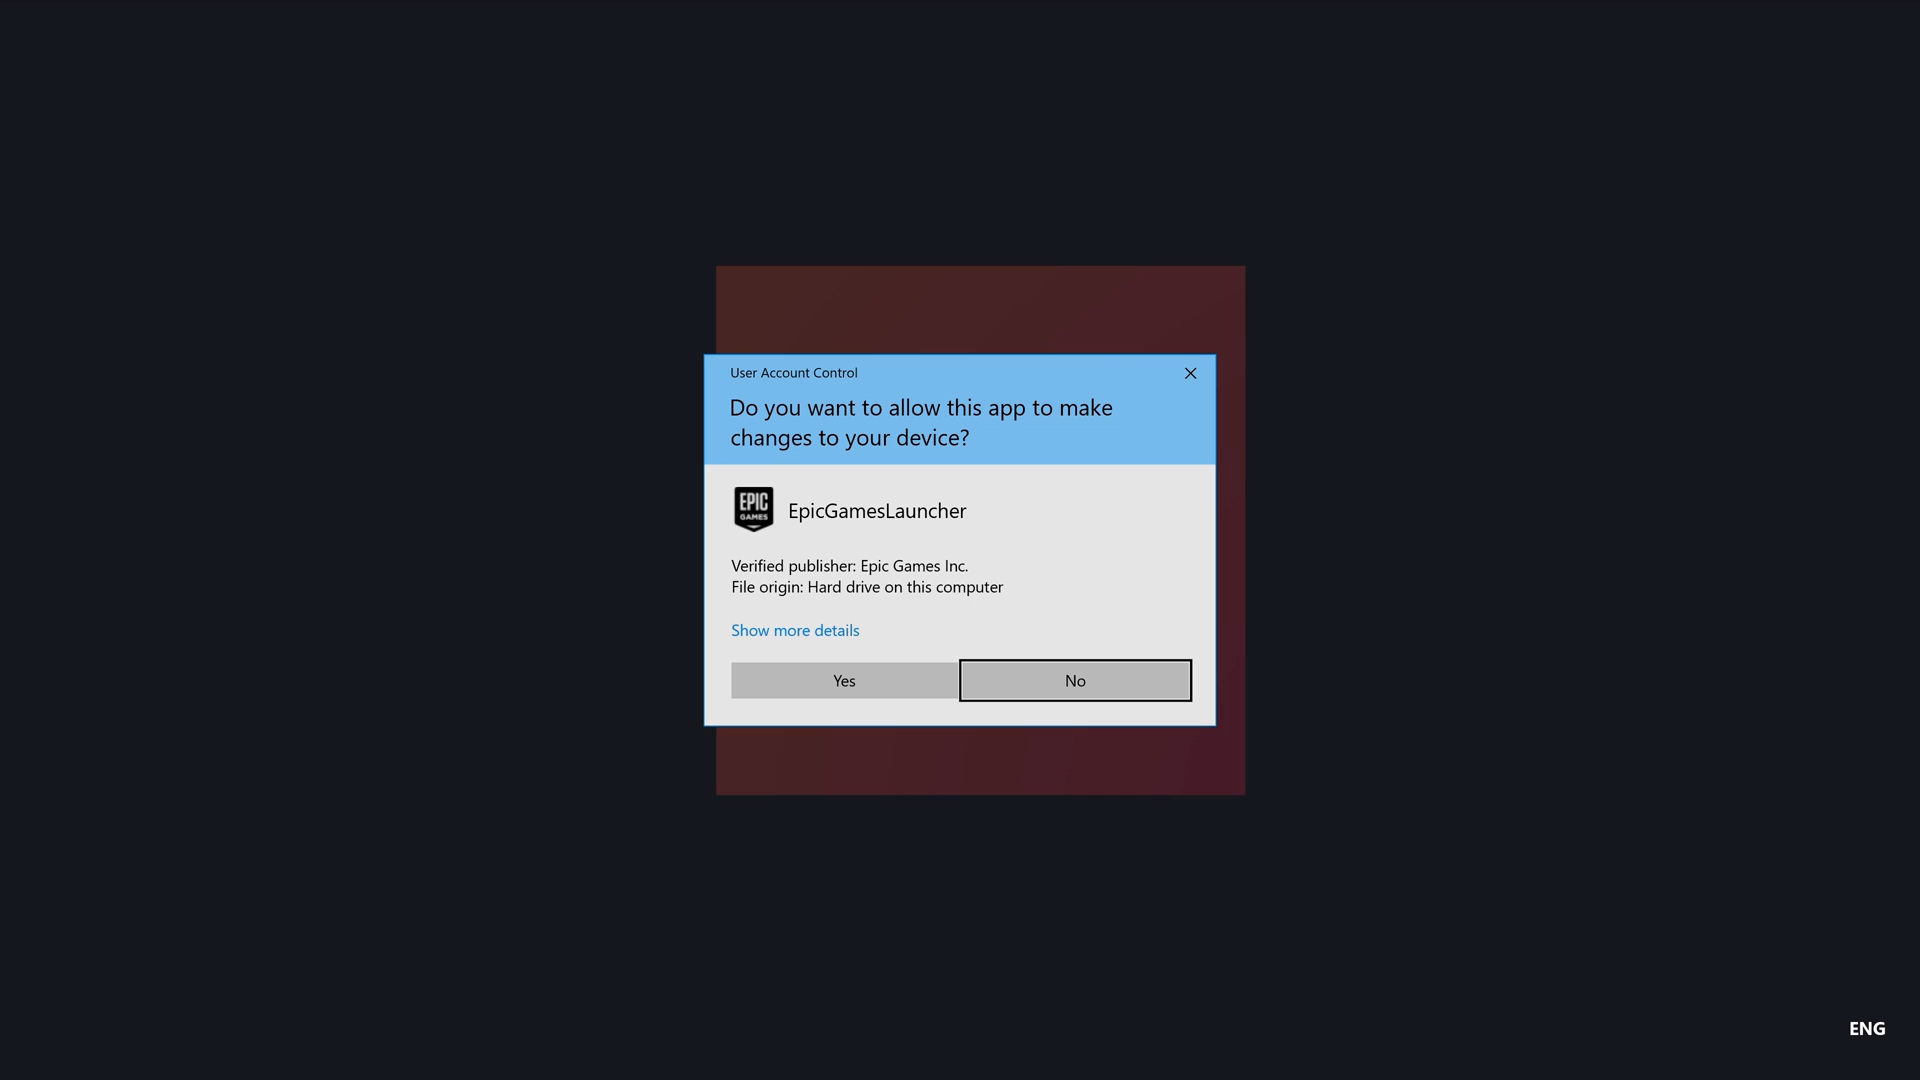 User Account Control
Do you want to allow this app to make
changes to your device?
EPIC
GAMES
EpicGamesLauncher
Verified publisher: Epic Games Inc.
File origin: Hard drive on this computer
Show more details
Yes
No
ENG